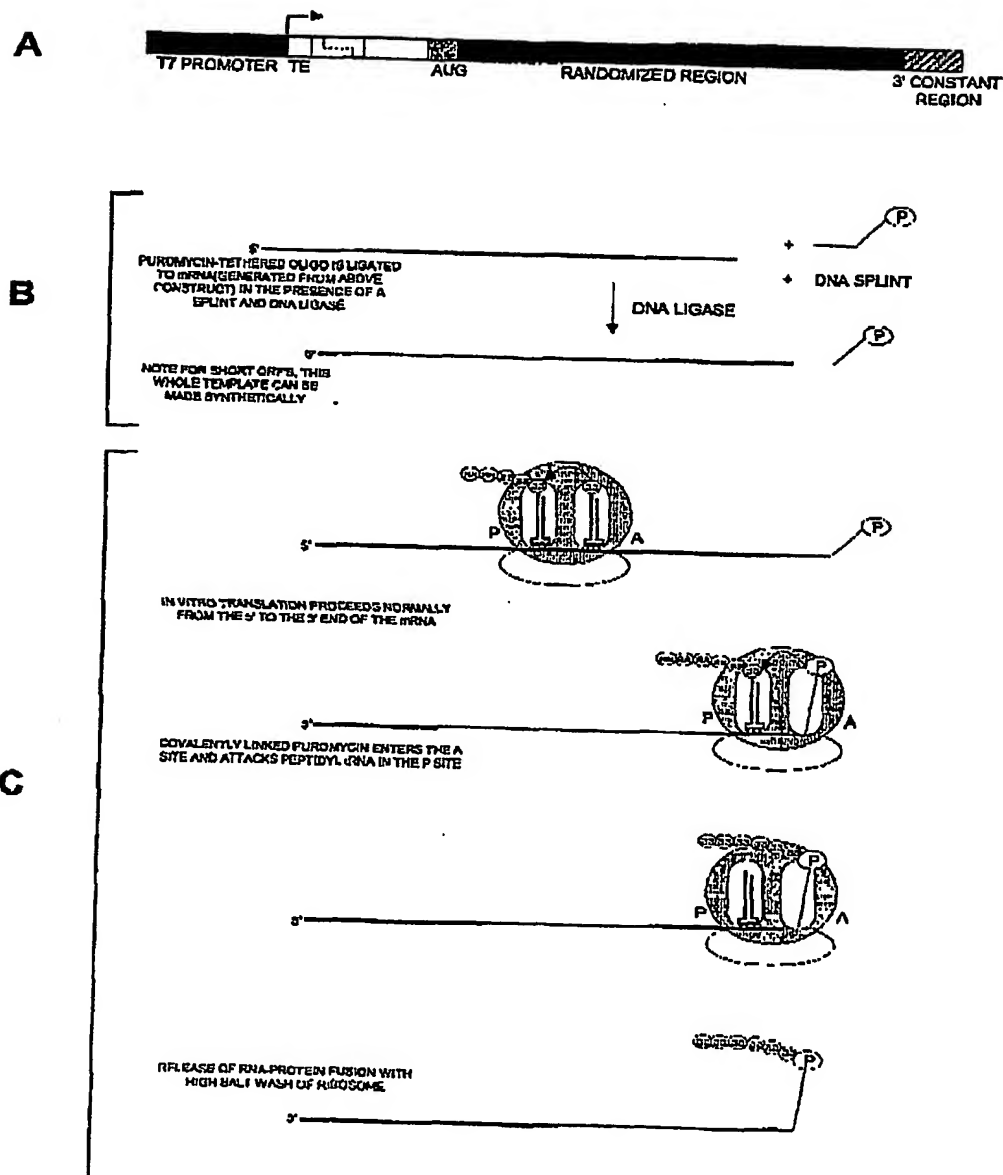 A
T7 PROMOTER TE AUG RANDOMIZED REGION 3' CONSTANT
REGION
B
5'
P
+
PUROMYCIN-TETHERED OLIGO IS LIGATED
TO mRNA(GENERATED FROM ABOVE
CONSTRUCT) IN THE PRESENCE OF A
SPLINT AND DNA LIGASE
+ DNA SPLINT
DNA LIGASE
P
NOTE FOR SHORT ORFS, THIS
WHOLE TEMPLATE CAN BE
MADE SYNTHETICALLY
C
P A
5'
P
IN VITRO TRANSLATION PROCEEDS NORMALLY
FROM THE 5' TO THE 3' END OF THE mRNA
P
P A
COVALENTLY LINKED PUROMYCIN ENTERS THE A
SITE AND ATTACKS PEPTIDYL tRNA IN THE P SITE
P
P A
P
RELEASE OF RNA-PROTEIN FUSION WITH
HIGH SALT WASH OF RIBOSOME